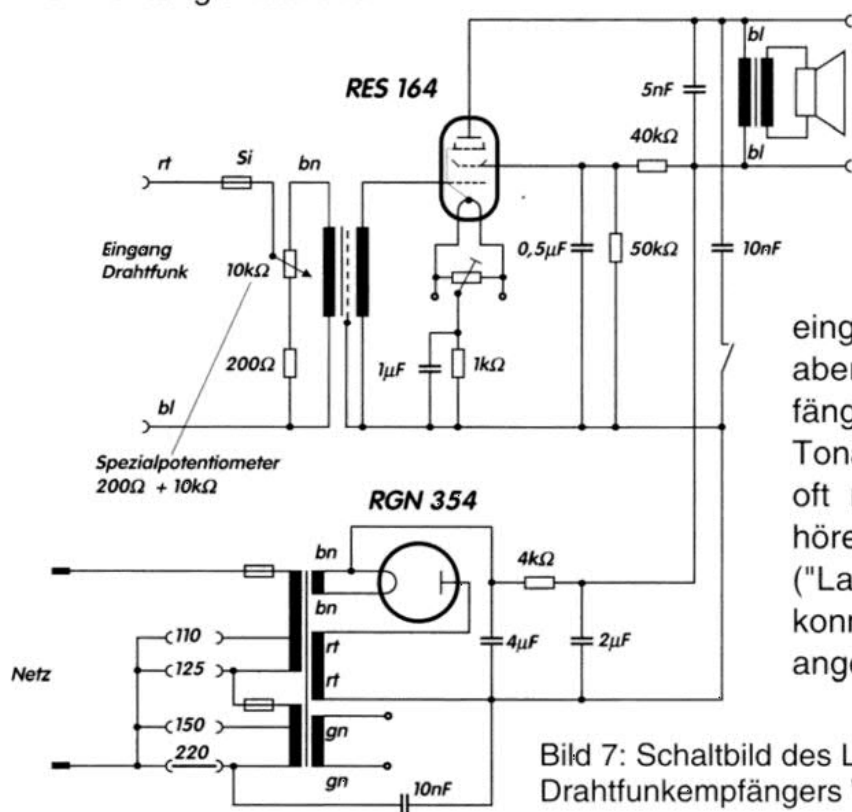 RES 164
bl
5nF
40kΩ
bl
rt
Si
bn
Eingang
Drahtfunk
10kΩ
0,5µF
50kΩ
10nF
200Ω
1µF
1kΩ
bl
Spezialpotentiometer
200Ω + 10kΩ
RGN 354
bn
bn
4kΩ
rt
4µF
2µF
rt
110
125
Netz
150
220
gn
gn
10nF
eing
aber
fäng
Tona
oft
höre
("La
konn
ange
Bild 7: Schaltbild des L
Drahtfunkempfängers